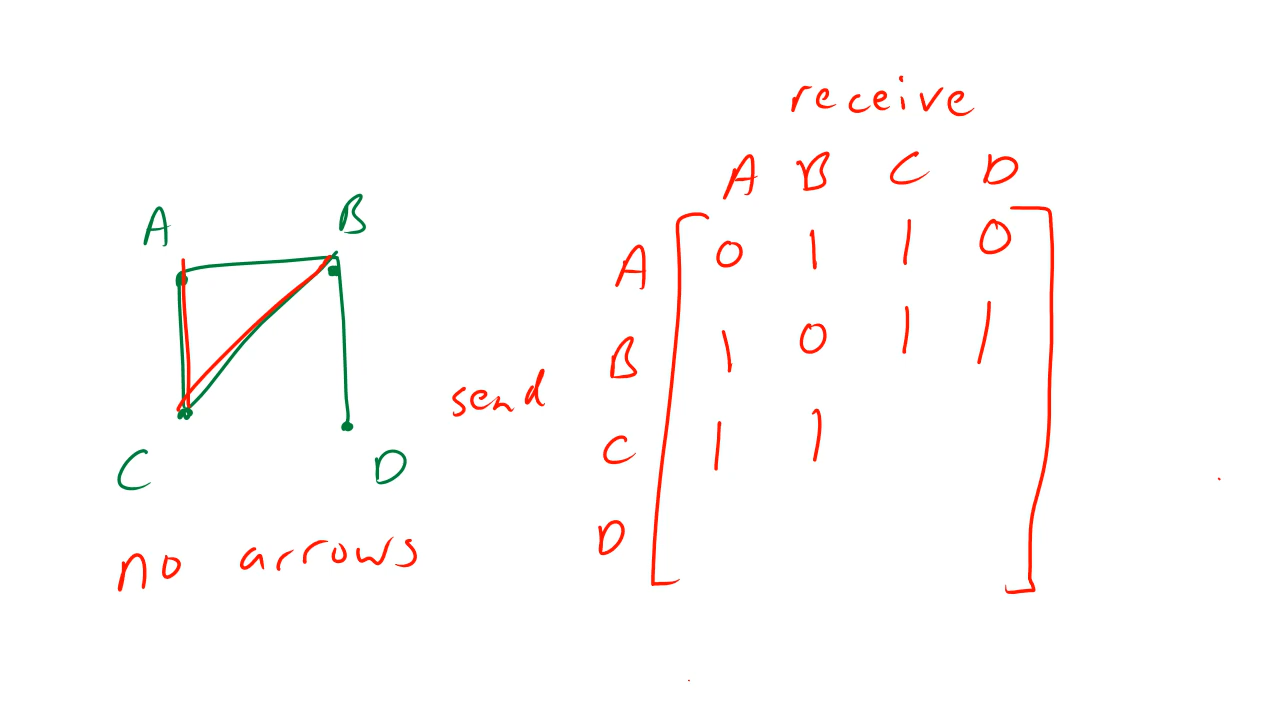 receive
A B C D
A B
A 0 1 1 0
B 1 0 1 1
send
C 1 1
C D
D
no arrows